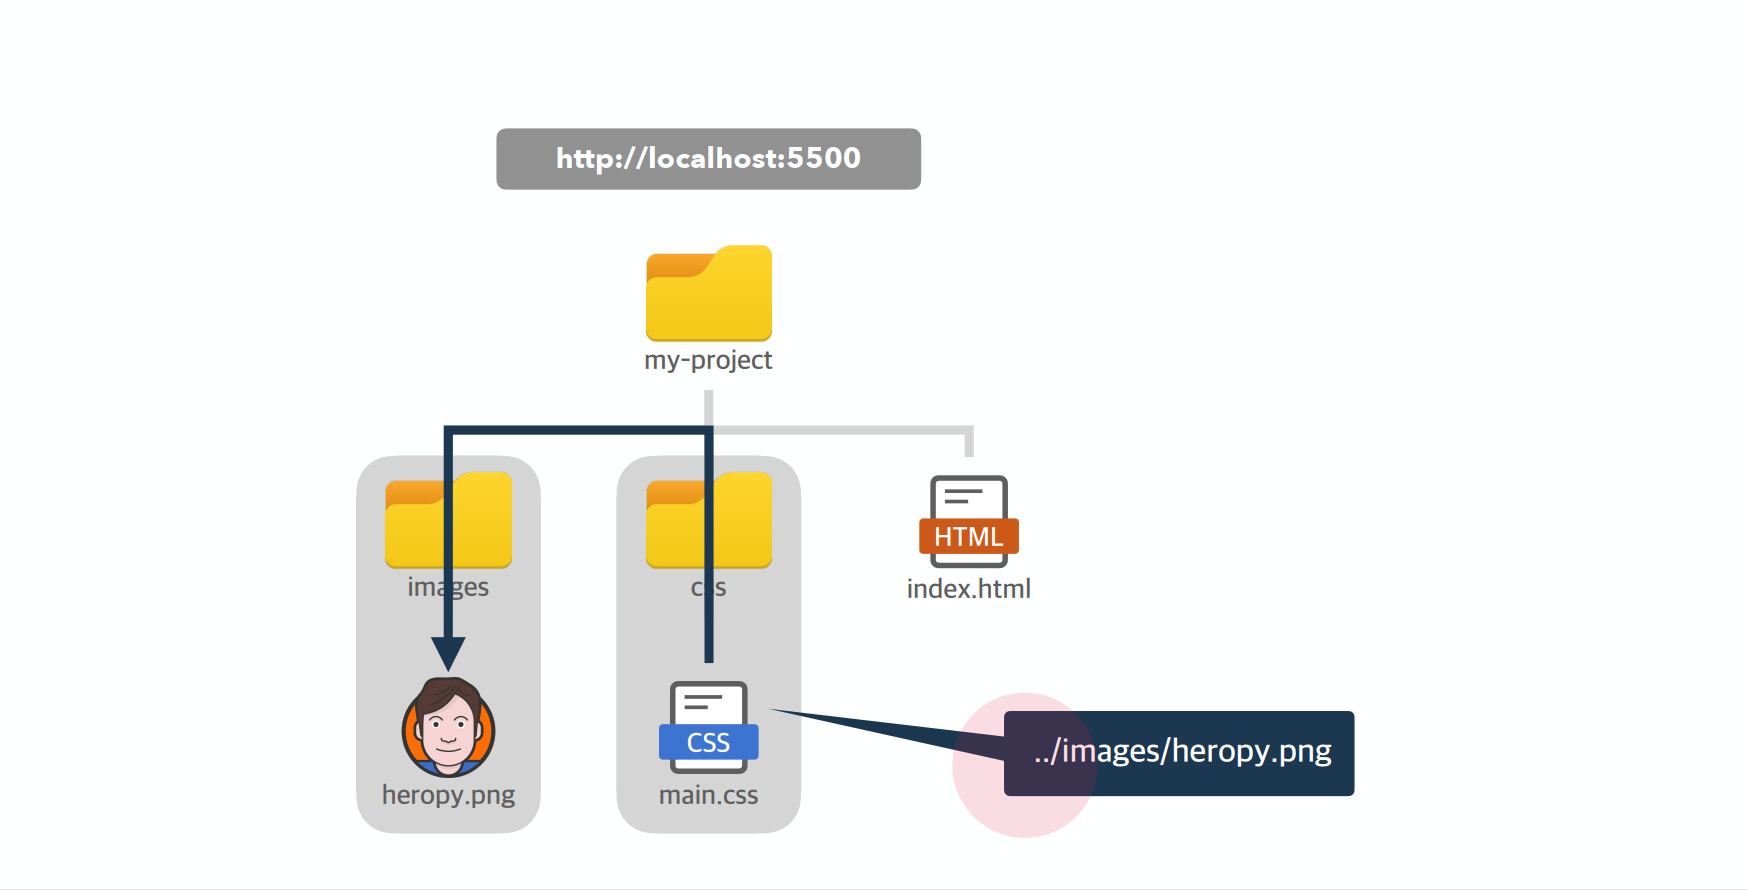 http://localhost:5500
my-project
images
css
HTML
index.html
heropy.png
CSS
main.css
../images/heropy.png